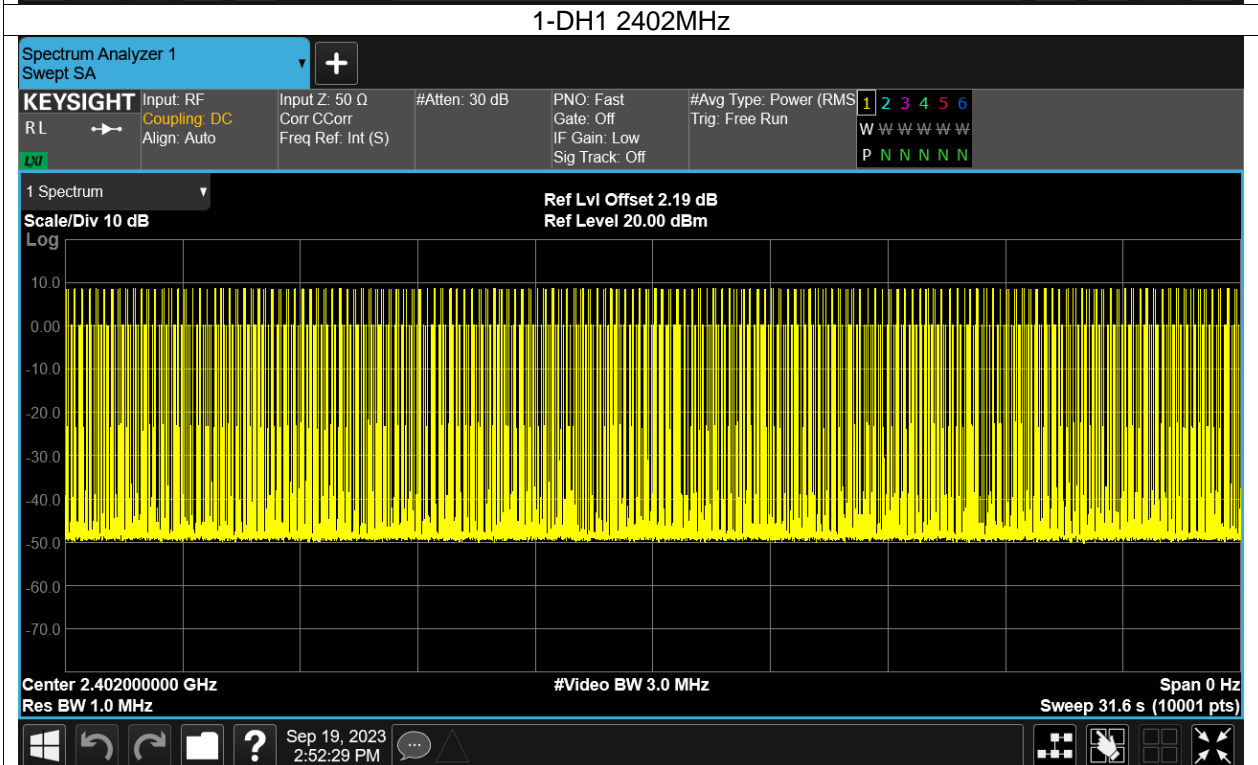 1-DH1 2402MHz
Spectrum Analyzer 1
Swept SA
KEYSIGHT
R L
LXI
Input: RF
Coupling: DC
Align: Auto
Input Z: 50 Ω
Corr CCorr
Freq Ref: Int (S)
#Atten: 30 dB
PNO: Fast
Gate: Off
IF Gain: Low
Sig Track: Off
#Avg Type: Power (RMS
Trig: Free Run
1 2 3 4 5 6
W W W W W W
P N N N N N
1 Spectrum
Scale/Div 10 dB
Ref Lvl Offset 2.19 dB
Ref Level 20.00 dBm
Log
10.0
0.00
-10.0
-20.0
-30.0
-40.0
-50.0
-60.0
-70.0
Center 2.402000000 GHz
#Video BW 3.0 MHz
Span 0 Hz
Res BW 1.0 MHz
Sweep 31.6 s (10001 pts)
?
Sep 19, 2023
2:52:29 PM